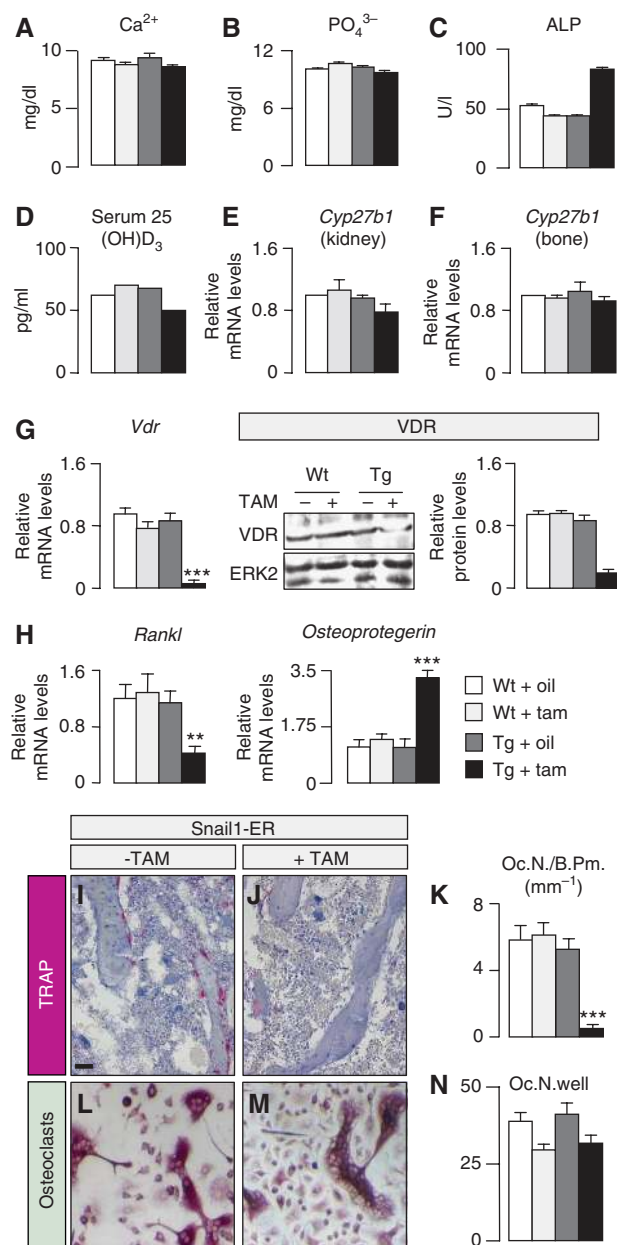 A Ca²⁺
mg/dl
10
5
0
B PO₄³⁻
mg/dl
12
6
0
C ALP
U/l
100
50
0
D Serum 25
(OH)D₃
pg/ml
100
50
0
E Cyp27b1
(kidney)
Relative
mRNA levels
1.6
0.8
0
F Cyp27b1
(bone)
Relative
mRNA levels
1.6
0.8
0
G Vdr
Relative
mRNA levels
1.6
0.8
0
***
VDR
Wt Tg
TAM − + − +
VDR
ERK2
Relative
protein levels
1.6
0.8
0
H Rankl
Relative
mRNA levels
1.6
0.8
0
**
Osteoprotegerin
Relative
mRNA levels
3.5
1.75
0
***
Wt + oil
Wt + tam
Tg + oil
Tg + tam
Snail1-ER
-TAM + TAM
TRAP
I J
K Oc.N./B.Pm.
(mm⁻¹)
8
6
0
***
Osteoclasts
L M
N Oc.N.well
50
25
0